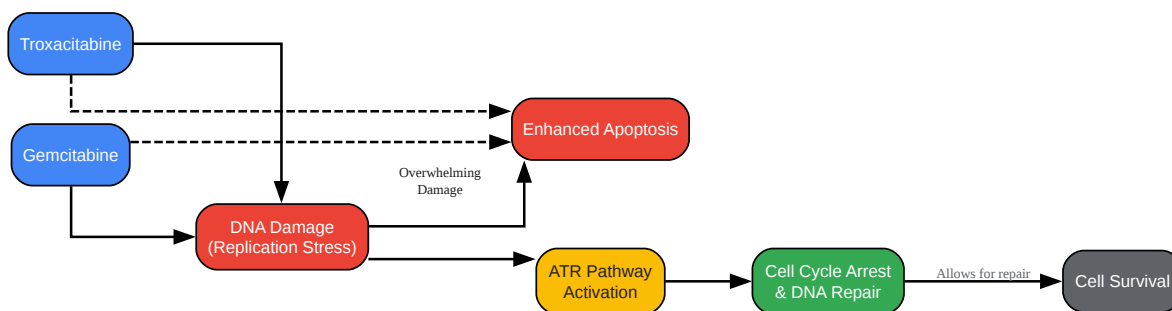 Troxacitabine
Gemcitabine
Enhanced Apoptosis
Overwhelming
Damage
DNA Damage
(Replication Stress)
ATR Pathway
Activation
Cell Cycle Arrest
& DNA Repair
Allows for repair
Cell Survival